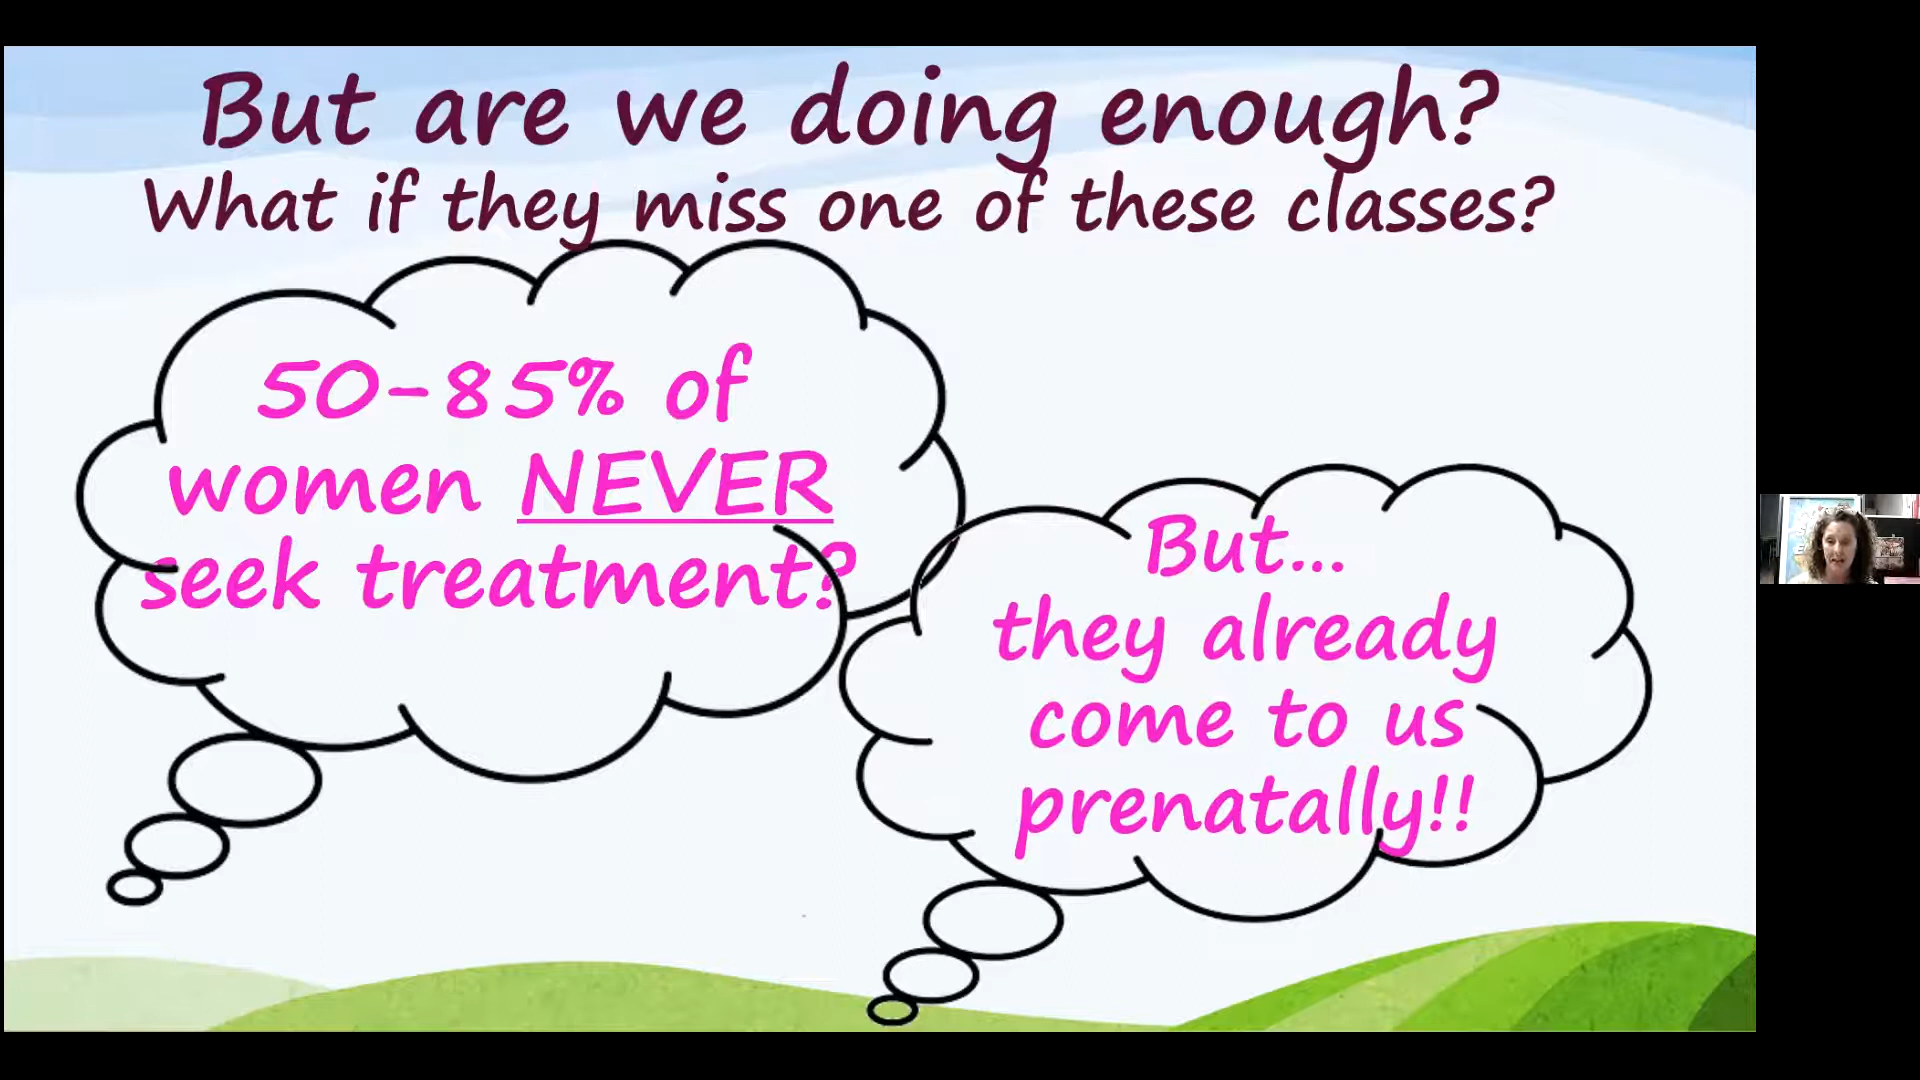 But are we doing enough?
What if they miss one of these classes?
50-85% of
women NEVER
seek treatment?
But...
they already
come to us
prenatally!!